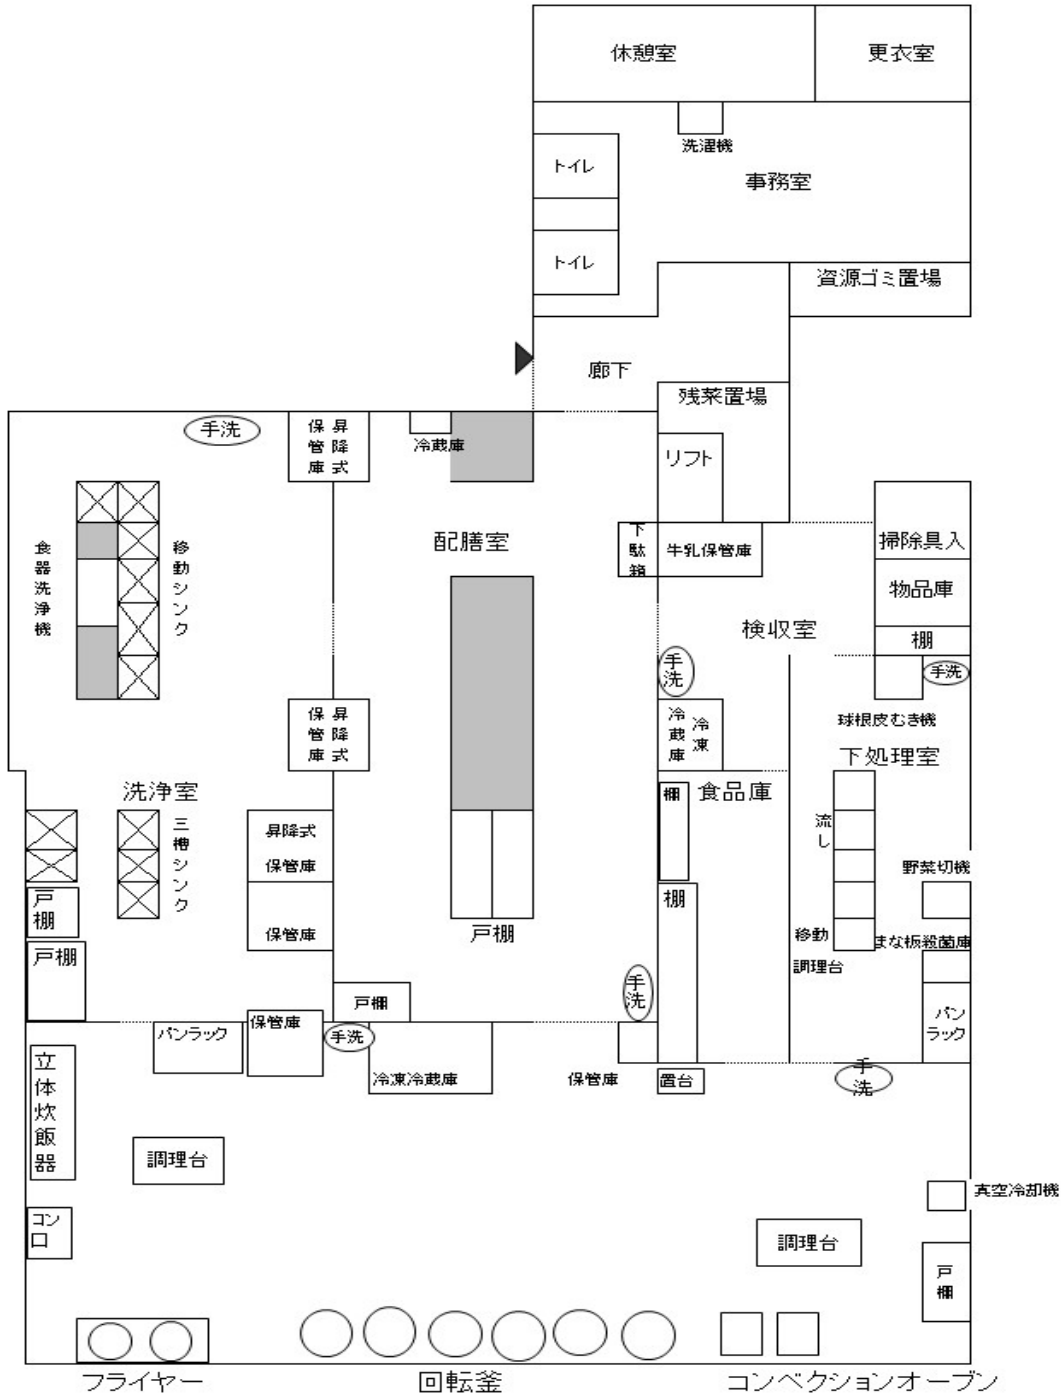 休憩室
更衣室
洗濯機
トイレ
事務室
トイレ
資源ゴミ置場
廊下
残菜置場
手洗
昇降式
保管庫
冷蔵庫
リフト
配膳室
下駄箱
牛乳保管庫
掃除具入
食器洗浄機
移動シンク
物品庫
検収室
棚
手洗
手洗
昇降式
保管庫
冷凍
冷蔵庫
球根皮むき機
下処理室
洗浄室
棚
食品庫
三槽シンク
昇降式
保管庫
流し
野菜切機
戸棚
棚
保管庫
戸棚
移動
調理台
まな板殺菌庫
戸棚
手洗
戸棚
パンラック
保管庫
手洗
パン
ラック
立体炊飯器
冷凍冷蔵庫
保管庫
置台
手洗
調理台
真空冷却機
コン
ロ
調理台
戸棚
フライヤー
回転釜
コンベクションオーブン